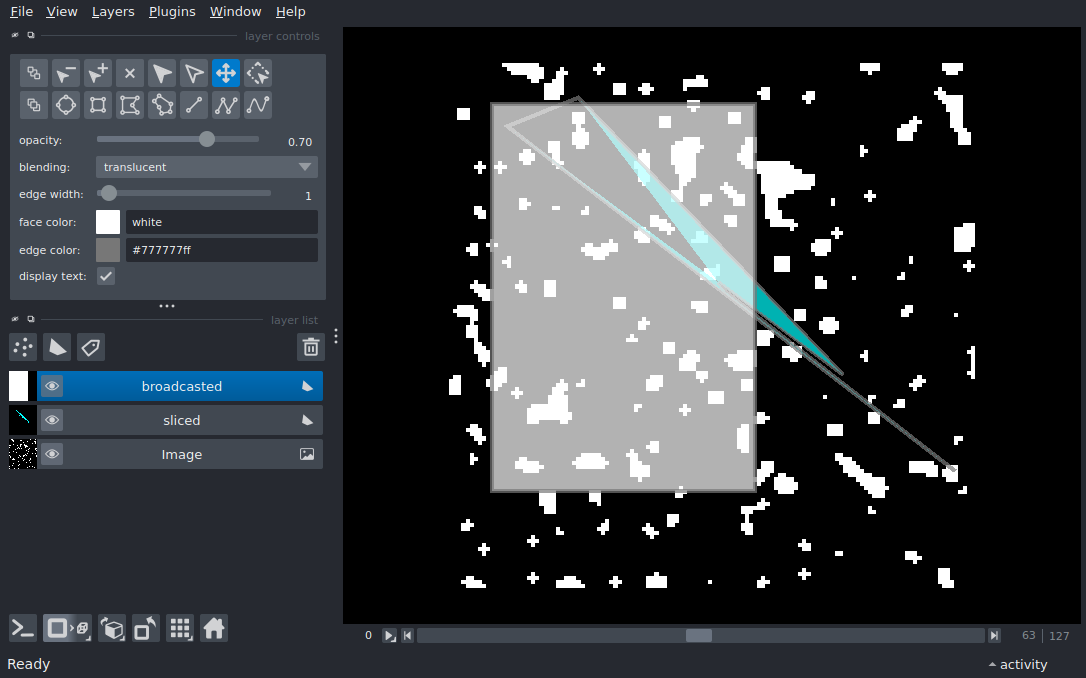 File View Layers Plugins Window Help
layer controls
opacity: 0.70
blending: translucent
edge width: 1
face color: white
edge color: #777777ff
display text:
layer list
broadcasted
sliced
Image
0 63 127
Ready activity